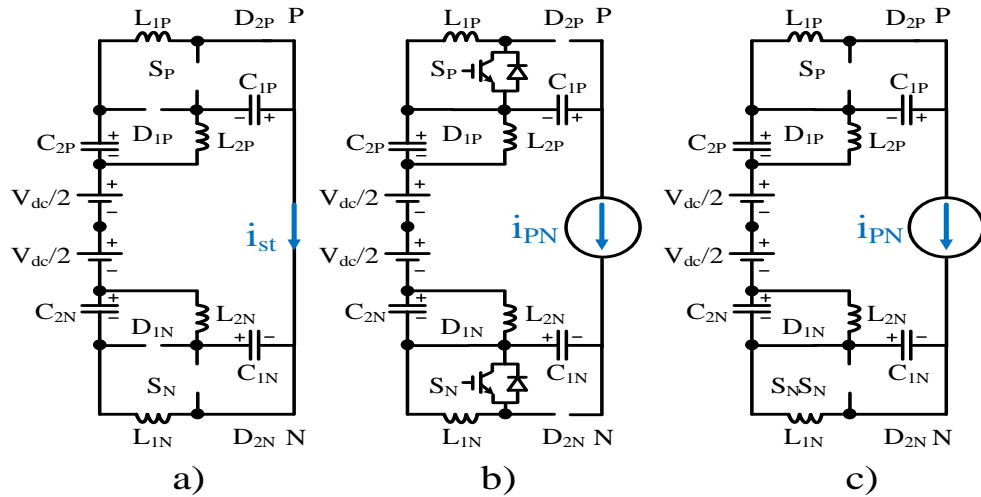 L1P D2P P
SP
C1P
− +
D1P
C2P + −
L2P
Vdc/2 + −
ist
Vdc/2 + −
C2N + −
L2N
D1N
+ −
C1N
SN
L1N D2N N
a)
L1P D2P P
SP
C1P
− +
D1P
C2P + −
L2P
Vdc/2 + −
iPN
Vdc/2 + −
C2N + −
L2N
D1N
+ −
C1N
SN
L1N D2N N
b)
L1P D2P P
SP
C1P
− +
D1P
C2P + −
L2P
Vdc/2 + −
iPN
Vdc/2 + −
C2N + −
L2N
D1N
+ −
C1N
SNSN
L1N D2N N
c)